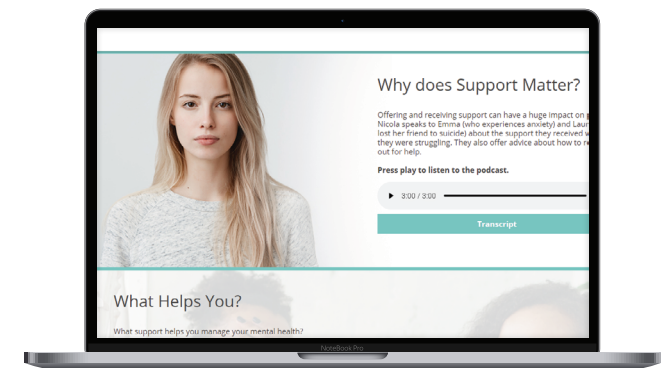 Why does Support Matter?
Offering and receiving support can have a huge impact on
Nicola speaks to Emma (who experiences anxiety) and Laur
lost her friend to suicide) about the support they received w
they were struggling. They also offer advice about how to re
out for help.
Press play to listen to the podcast.
3:00 / 3:00
Transcript
What Helps You?
What support helps you manage your mental health?
NoteBook Pro